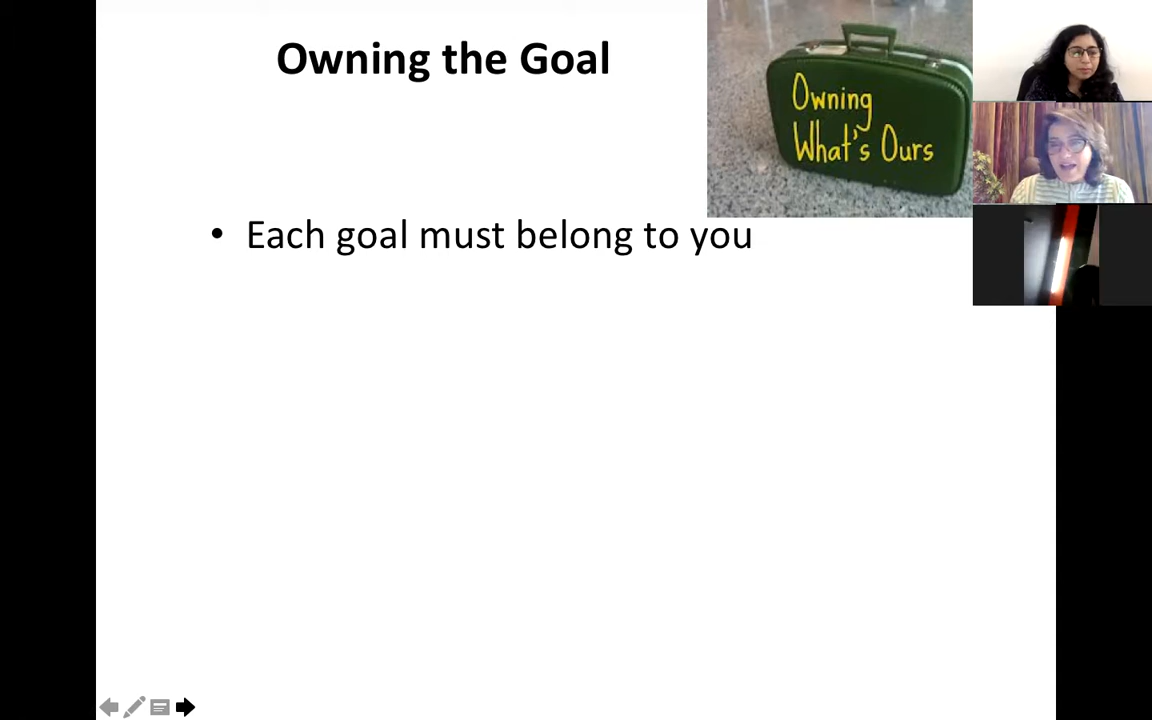 Owning the Goal
Owning
What's Ours
• Each goal must belong to you